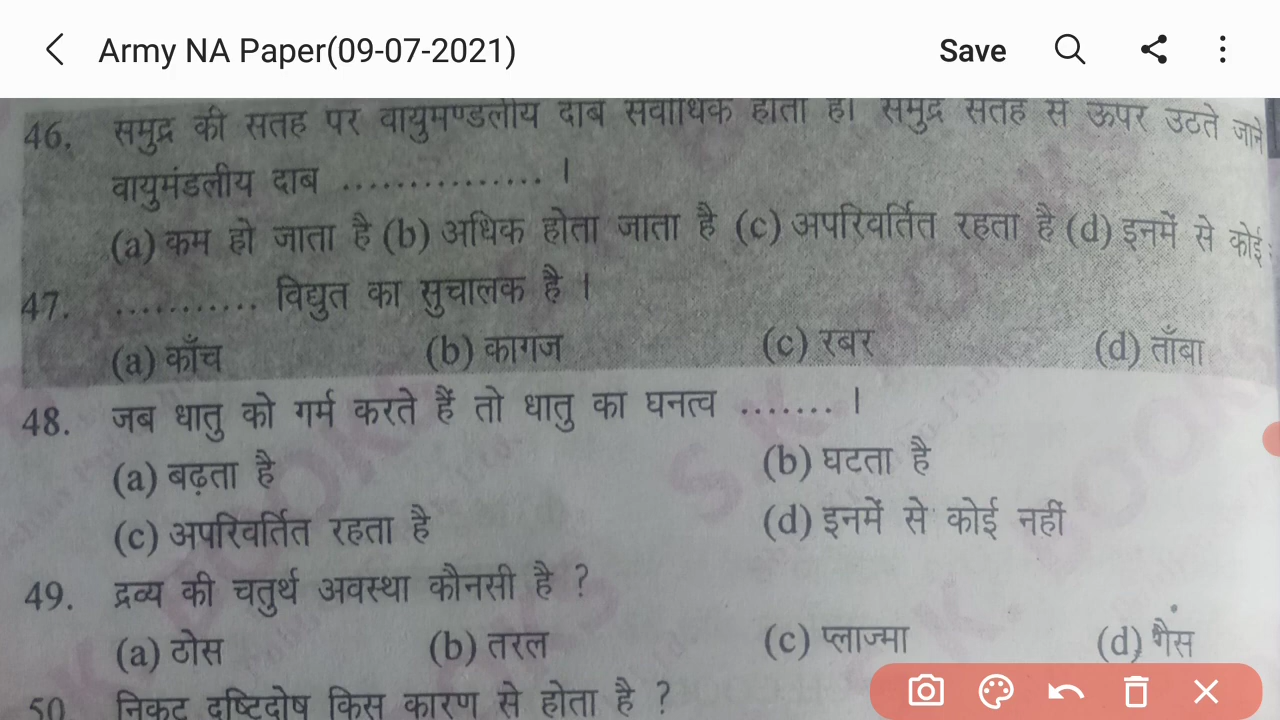 Army NA Paper(09-07-2021)
Save
46. समुद्र की सतह पर वायुमण्डलीय दाब सर्वाधिक होता है। समुद्र सतह से ऊपर उठते जाने
वायुमंडलीय दाब ............... ।
(a) कम हो जाता है (b) अधिक होता जाता है (c) अपरिवर्तित रहता है (d) इनमें से कोई
47. ........... विद्युत का सुचालक है ।
(a) काँच (b) कागज (c) रबर (d) ताँबा
48. जब धातु को गर्म करते हैं तो धातु का घनत्व ....... ।
(a) बढ़ता है (b) घटता है
(c) अपरिवर्तित रहता है (d) इनमें से कोई नहीं
49. द्रव्य की चतुर्थ अवस्था कौनसी है ?
(a) ठोस (b) तरल (c) प्लाज्मा (d) गैस
50 निकट दृष्टिदोष किस कारण से होता है ?